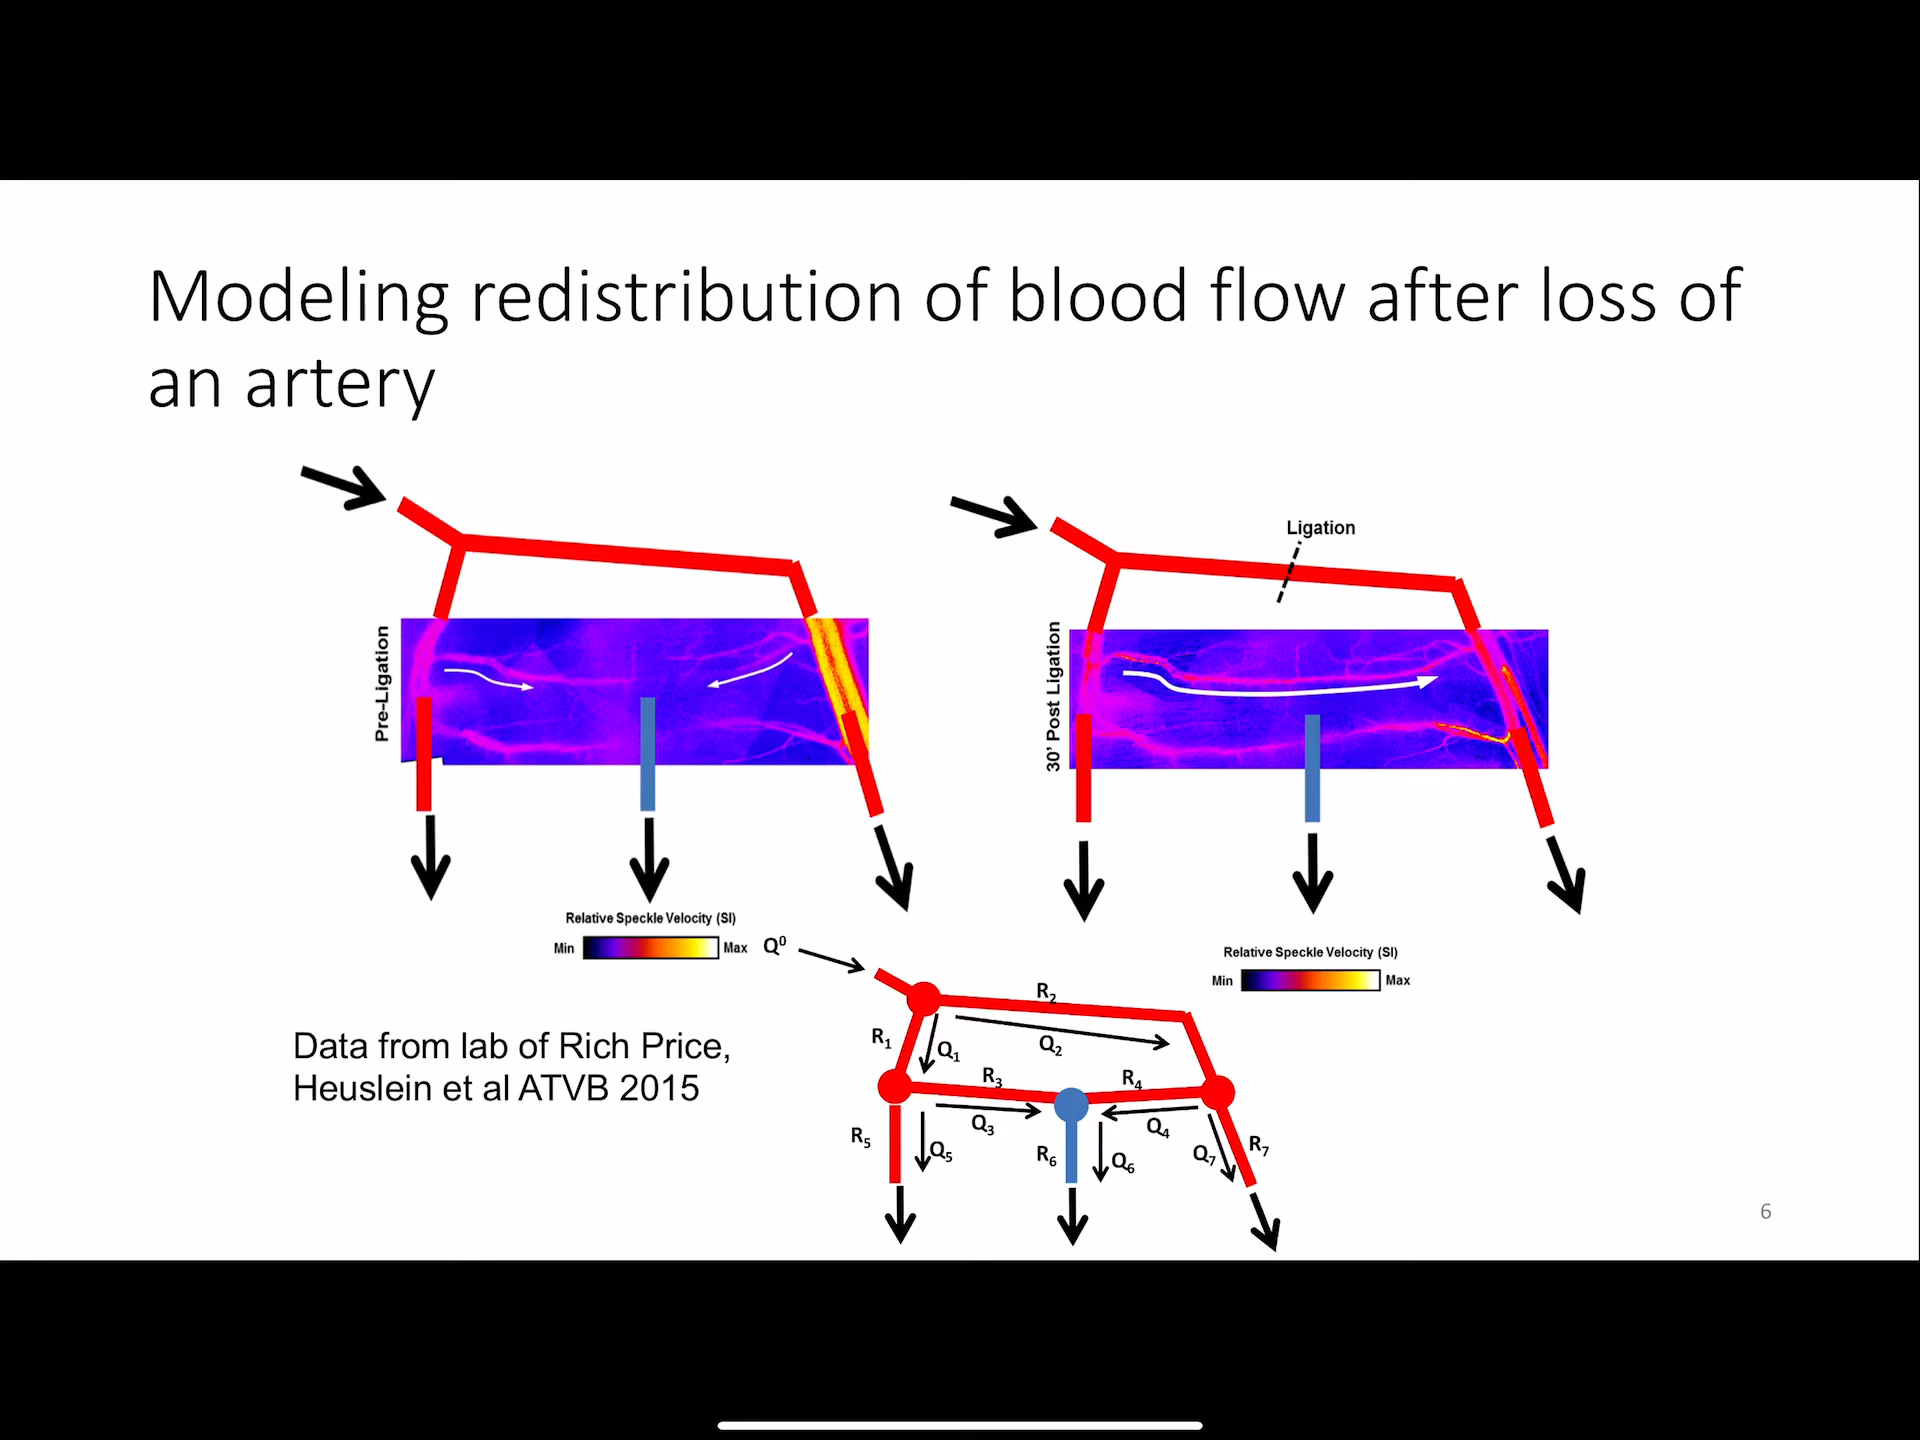 Modeling redistribution of blood flow after loss of
an artery
Ligation
Pre-Ligation
30' Post Ligation
Relative Speckle Velocity (SI)
Min Max
Relative Speckle Velocity (SI)
Min Max
Q⁰
R₂
R₁
Q₁
Q₂
R₃
R₄
Q₃
Q₄
R₅
Q₅
R₆
Q₆
Q₇
R₇
Data from lab of Rich Price,
Heuslein et al ATVB 2015
6